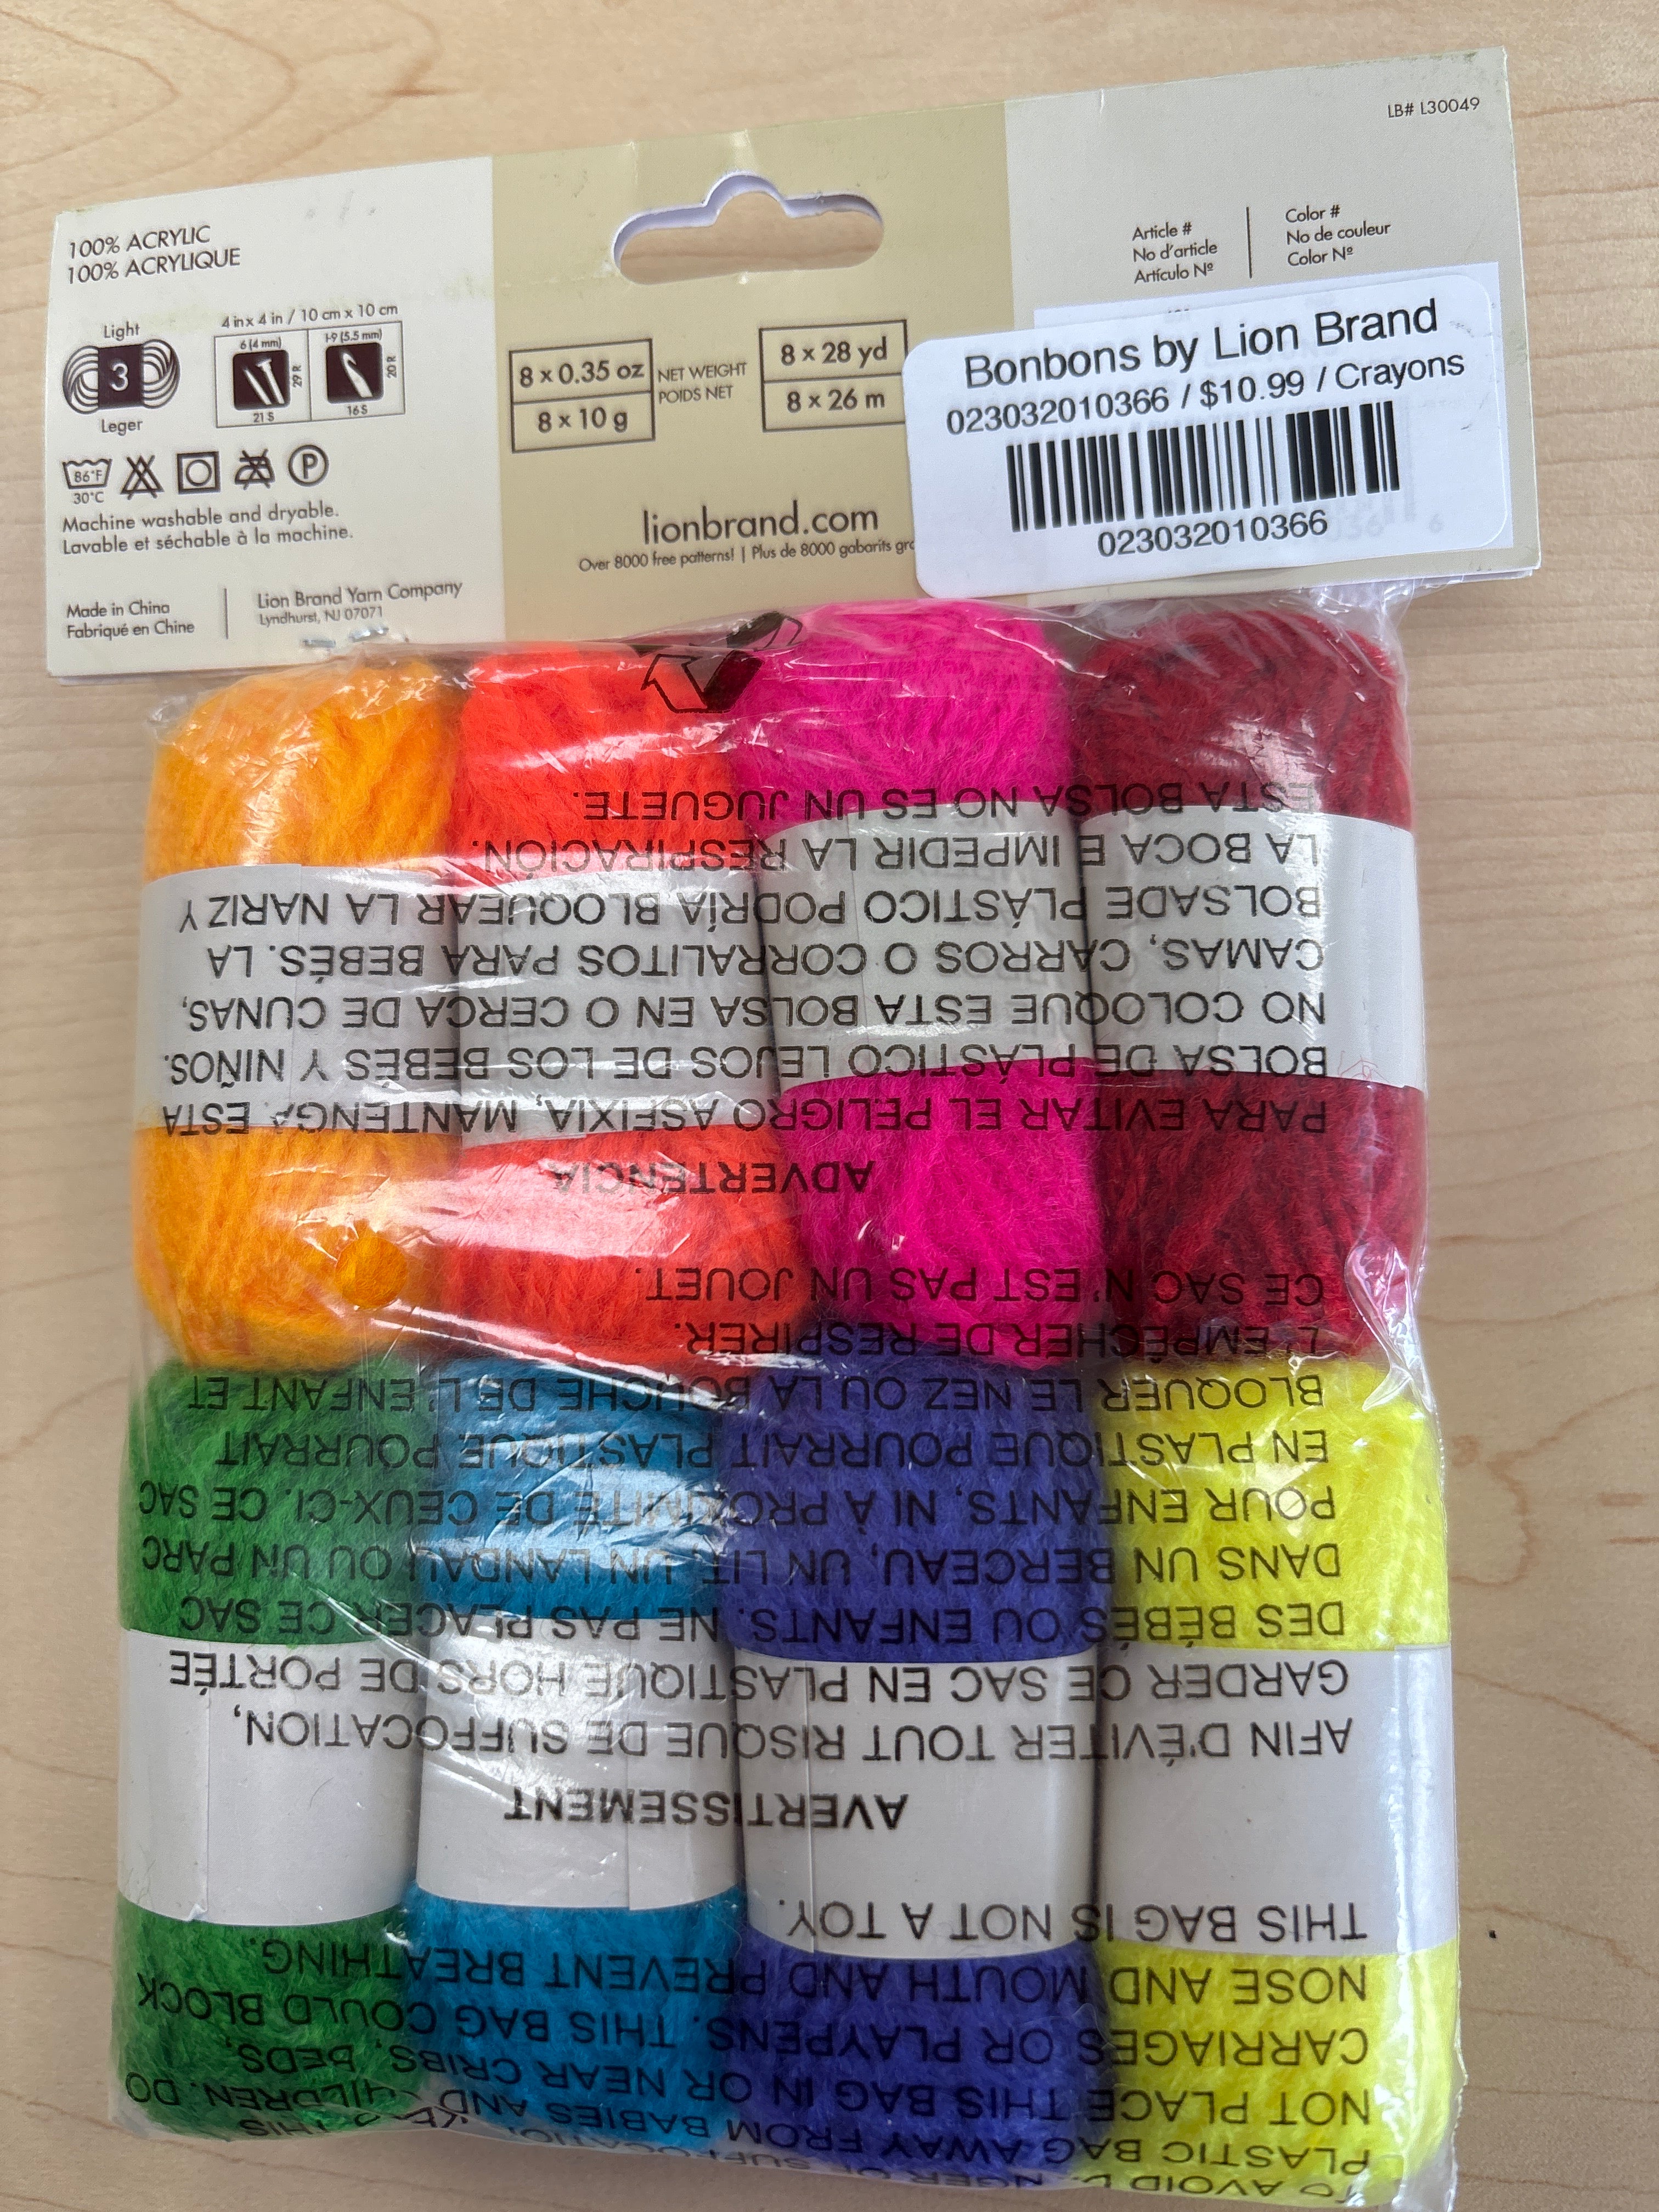 LB# L30049
100% ACRYLIC
100% ACRYLIQUE
Light
3
Leger
4 in x 4 in / 10 cm x 10 cm
6 (4 mm)
29 R
21 S
I-9 (5.5 mm)
20 R
16 S
86°F
30°C
P
Machine washable and dryable.
Lavable et séchable à la machine.
Made in China
Fabriqué en Chine
Lion Brand Yarn Company
Lyndhurst, NJ 07071
8 x 0.35 oz
8 x 10 g
NET WEIGHT
POIDS NET
8 x 28 yd
8 x 26 m
lionbrand.com
Over 8000 free patterns! | Plus de 8000 gabarits
Article #
No d'article
Artículo Nº
Color #
No de couleur
Color Nº
Bonbons by Lion Brand
023032010366 / $10.99 / Crayons
023032010366
TO AVOID
PLASTIC BAG AWAY FROM BABIES AND CHILDREN. DO
NOT PLACE THIS BAG IN OR NEAR CRIBS, BEDS,
CARRIAGES OR PLAYPENS. THIS BAG COULD BLOCK
NOSE AND MOUTH AND PREVENT BREATHING.
THIS BAG IS NOT A TOY.
AVERTISSEMENT
AFIN D'ÉVITER TOUT RISQUE DE SUFFOCATION,
GARDER CE SAC EN PLASTIQUE HORS DE PORTÉE
DES BÉBÉS OU ENFANTS. NE PAS PLACER CE SAC
DANS UN BERCEAU, UN LIT, UN LANDAU OU UN PARC
POUR ENFANTS, NI À PROXIMITÉ DE CEUX-CI. CE SAC
EN PLASTIQUE POURRAIT PLASTIQUE POURRAIT
BLOQUER LE NEZ OU LA BOUCHE DE L'ENFANT ET
L'EMPÊCHER DE RESPIRER.
CE SAC N'EST PAS UN JOUET.
ADVERTENCIA
PARA EVITAR EL PELIGRO ASFIXIA, MANTENGA ESTA
BOLSA DE PLÁSTICO LEJOS DE LOS BEBÉS Y NIÑOS.
NO COLOQUE ESTA BOLSA EN O CERCA DE CUNAS,
CAMAS, CARROS O CORRALITOS PARA BEBÉS. LA
BOLSADE PLÁSTICO PODRÍA BLOQUEAR LA NARIZ Y
LA BOCA E IMPEDIR LA RESPIRACIÓN.
ESTA BOLSA NO ES UN JUGUETE.